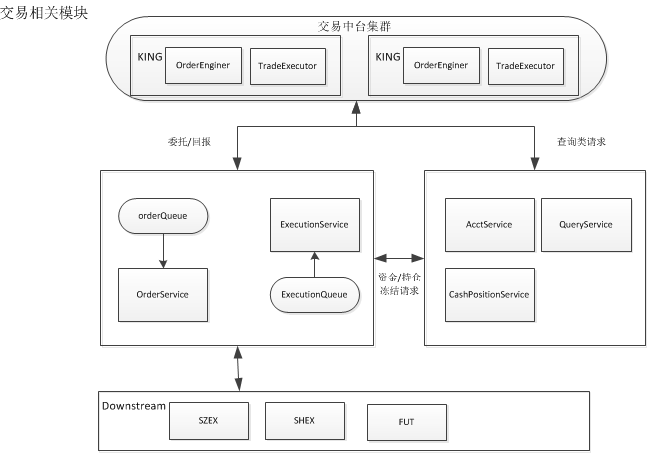 交易相关模块
交易中台集群
KING
OrderEnginer
TradeExecutor
KING
OrderEnginer
TradeExecutor
委托/回报
查询类请求
orderQueue
ExecutionService
OrderService
ExecutionQueue
资金/持仓
冻结请求
AcctService
QueryService
CashPositionService
Downstream
SZEX
SHEX
FUT